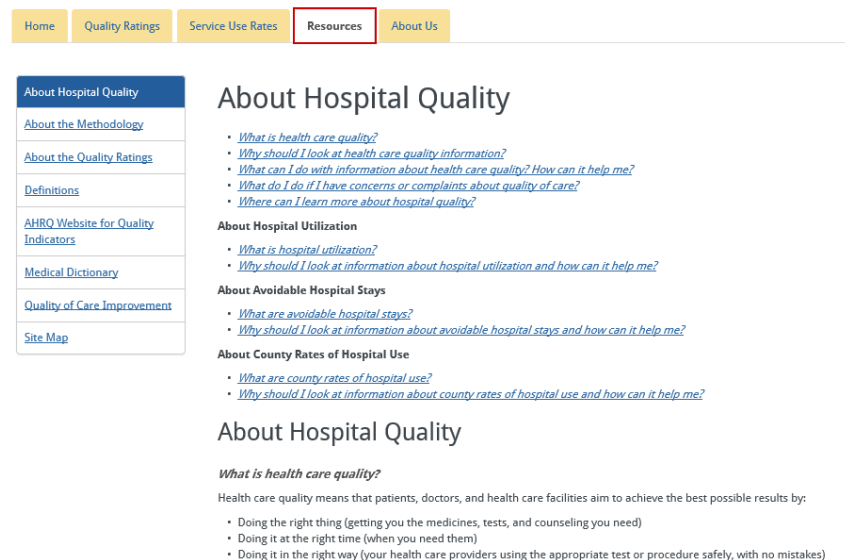 Home Quality Ratings Service Use Rates Resources About Us
About Hospital Quality
About the Methodology
About the Quality Ratings
Definitions
AHRQ Website for Quality
Indicators
Medical Dictionary
Quality of Care Improvement
Site Map
About Hospital Quality
• What is health care quality?
• Why should I look at health care quality information?
• What can I do with information about health care quality? How can it help me?
• What do I do if I have concerns or complaints about quality of care?
• Where can I learn more about hospital quality?
About Hospital Utilization
• What is hospital utilization?
• Why should I look at information about hospital utilization and how can it help me?
About Avoidable Hospital Stays
• What are avoidable hospital stays?
• Why should I look at information about avoidable hospital stays and how can it help me?
About County Rates of Hospital Use
• What are county rates of hospital use?
• Why should I look at information about county rates of hospital use and how can it help me?
About Hospital Quality
What is health care quality?
Health care quality means that patients, doctors, and health care facilities aim to achieve the best possible results by:
• Doing the right thing (getting you the medicines, tests, and counseling you need)
• Doing it at the right time (when you need them)
• Doing it in the right way (your health care providers using the appropriate test or procedure safely, with no mistakes)